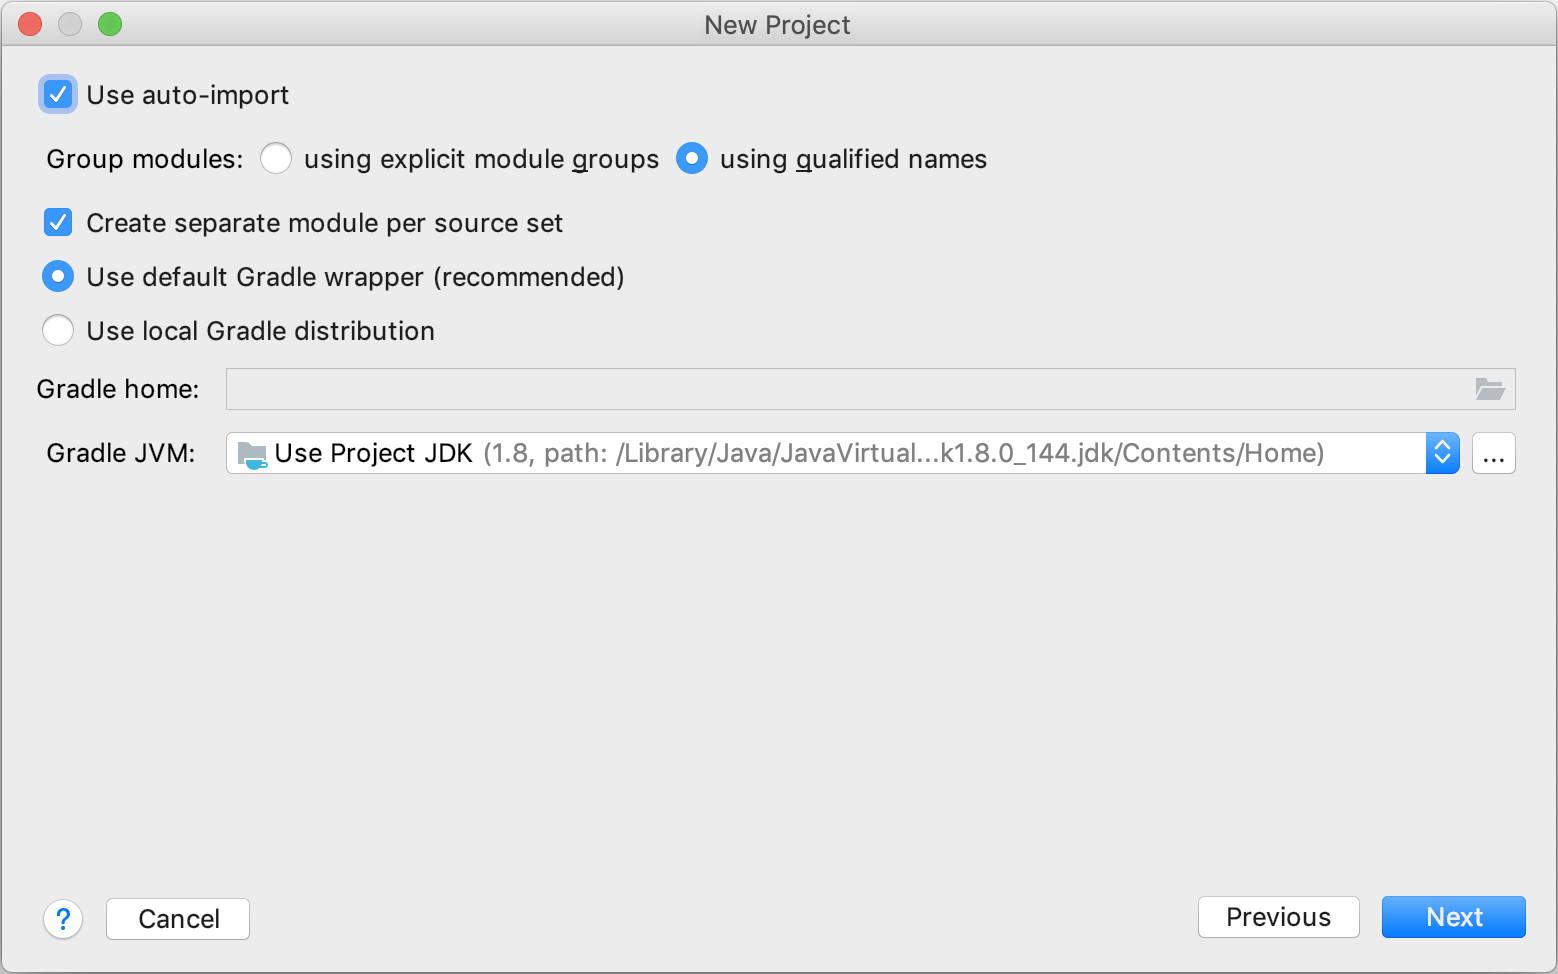 New Project
Use auto-import
Group modules: using explicit module groups using qualified names
Create separate module per source set
Use default Gradle wrapper (recommended)
Use local Gradle distribution
Gradle home:
Gradle JVM: Use Project JDK (1.8, path: /Library/Java/JavaVirtual...k1.8.0_144.jdk/Contents/Home) ...
? Cancel Previous Next